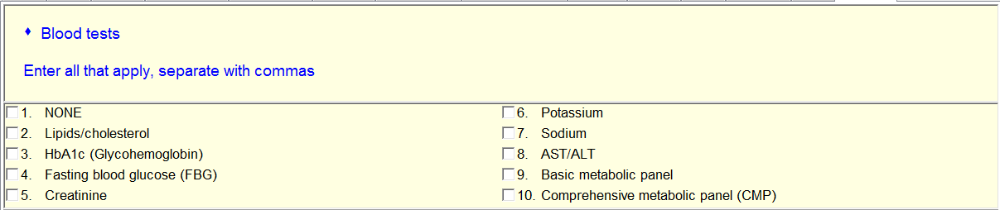 ♦ Blood tests
Enter all that apply, separate with commas
1. NONE
2. Lipids/cholesterol
3. HbA1c (Glycohemoglobin)
4. Fasting blood glucose (FBG)
5. Creatinine
6. Potassium
7. Sodium
8. AST/ALT
9. Basic metabolic panel
10. Comprehensive metabolic panel (CMP)